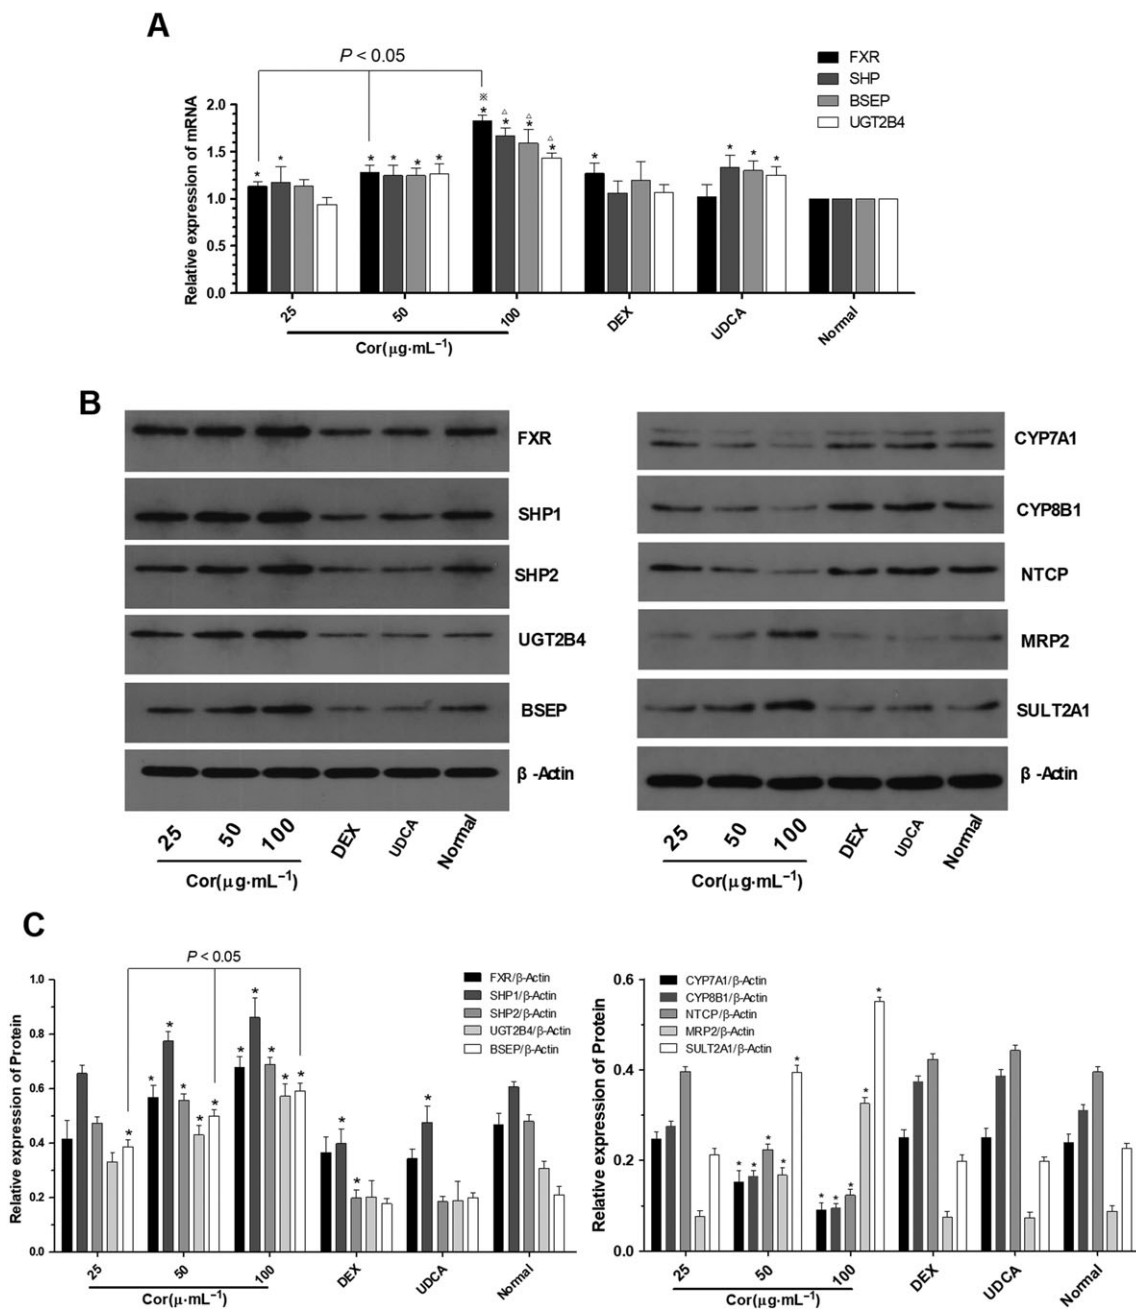 A
P < 0.05
FXR
SHP
BSEP
UGT2B4
Relative expression of mRNA
2.0
1.5
1.0
0.5
0.0
※
* * * * * * * * * * * * * *
△ △ △
25 50 100 DEX UDCA Normal
Cor(μg·mL⁻¹)
B
FXR
SHP1
SHP2
UGT2B4
BSEP
β -Actin
25 50 100 DEX UDCA Normal
Cor(μg·mL⁻¹)
CYP7A1
CYP8B1
NTCP
MRP2
SULT2A1
β -Actin
25 50 100 DEX UDCA Normal
Cor(μg·mL⁻¹)
C
P < 0.05
FXR/β-Actin
SHP1/β-Actin
SHP2/β-Actin
UGT2B4/β-Actin
BSEP/β-Actin
Relative expression of Protein
1.0
0.8
0.6
0.4
0.2
0.0
* * * * * * * * * * * * * *
25 50 100 DEX UDCA Normal
Cor(μ·mL⁻¹)
CYP7A1/β-Actin
CYP8B1/β-Actin
NTCP/β-Actin
MRP2/β-Actin
SULT2A1/β-Actin
Relative expression of Protein
0.6
0.4
0.2
0.0
* * * * * * * * * *
25 50 100 DEX UDCA Normal
Cor(μg·mL⁻¹)